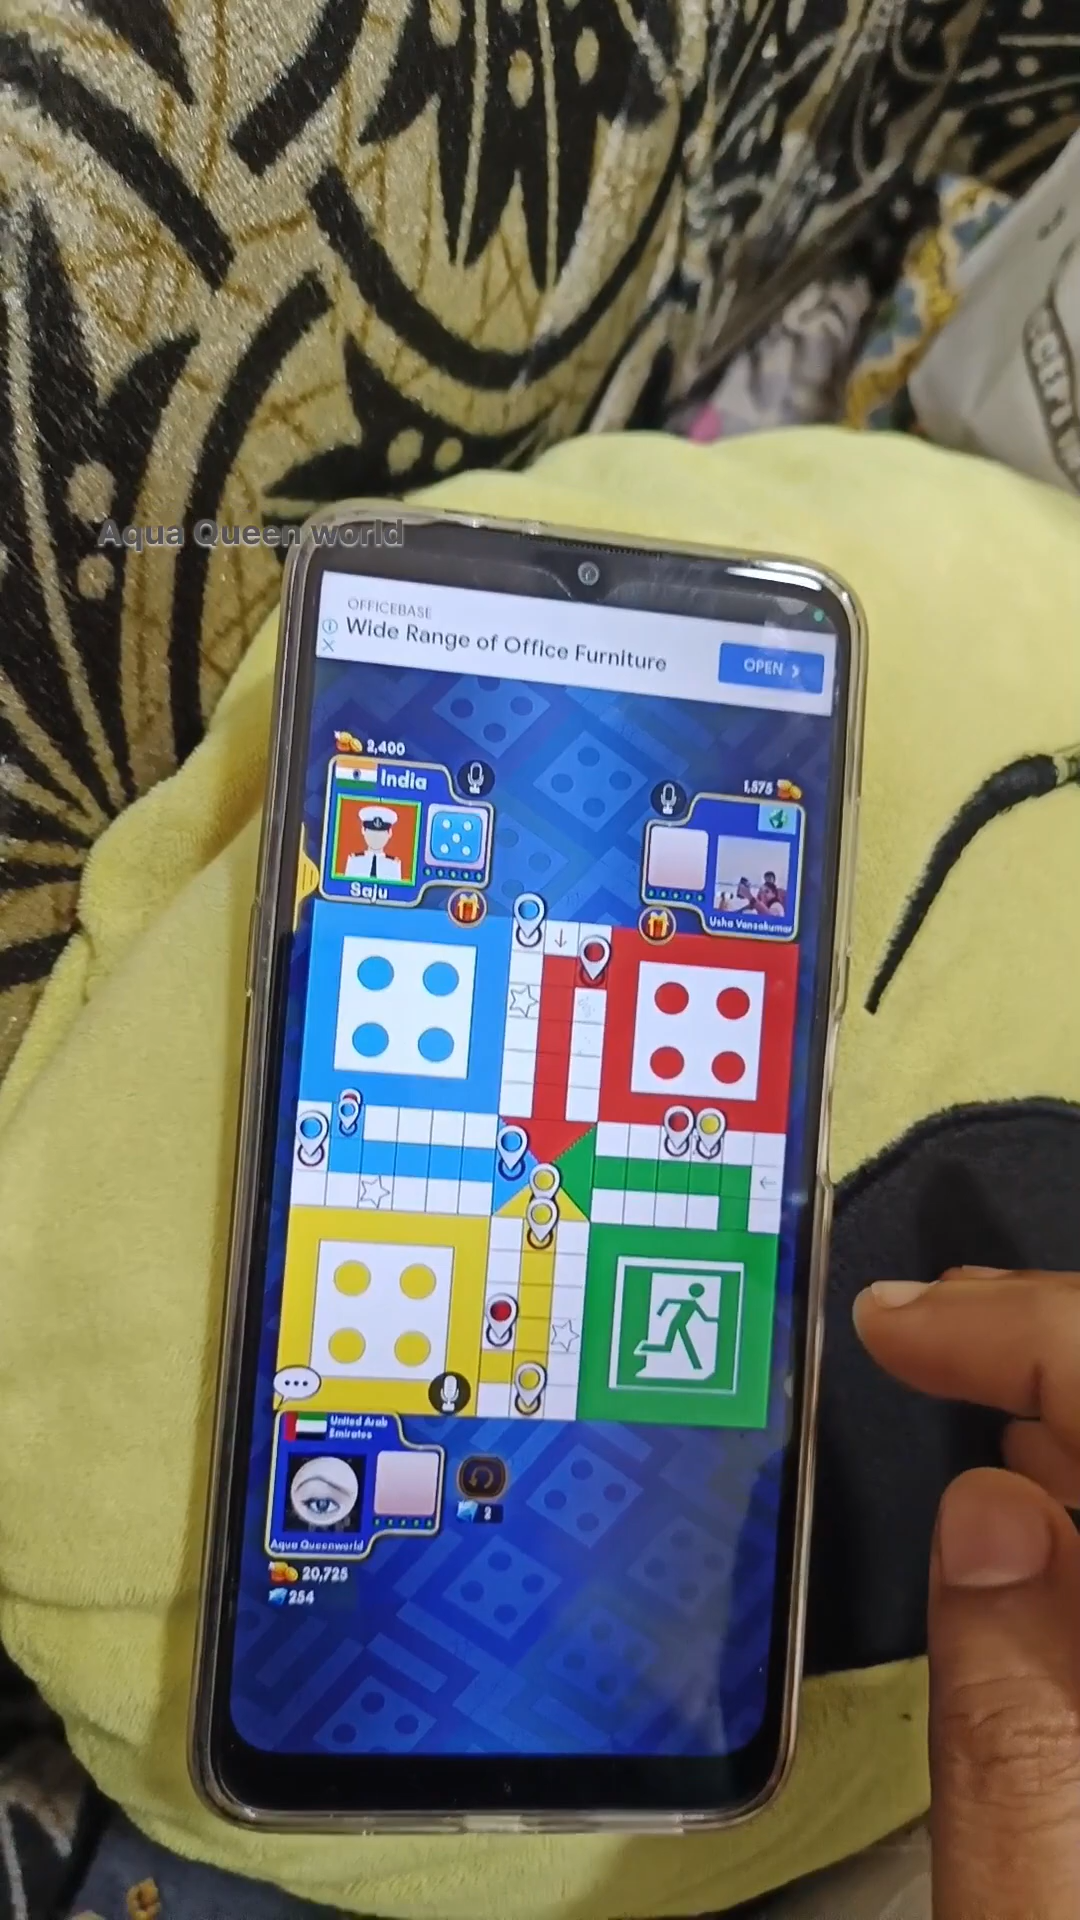 Aqua Queen world
OFFICEBASE
Wide Range of Office Furniture
OPEN
2,400
India
Saju
1,575
Usha Vansakumar
United Arab
Emirates
Aqua Queenworld
2
20,725
254